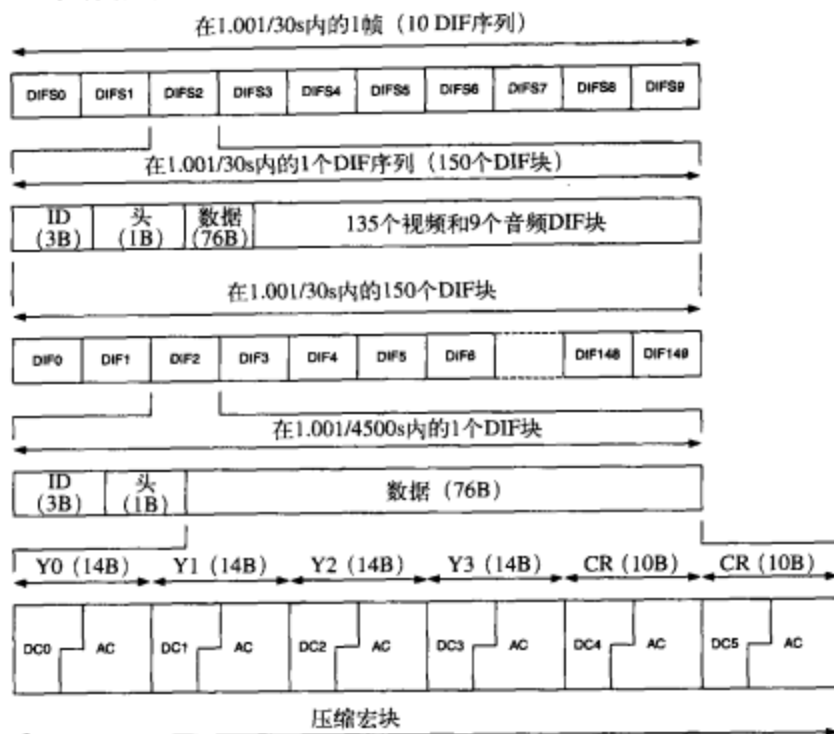 在1.001/30s内的1帧（10 DIF序列）
DIFS0 DIFS1 DIFS2 DIFS3 DIFS4 DIFS5 DIFS6 DIFS7 DIFS8 DIFS9
在1.001/30s内的1个DIF序列（150个DIF块）
ID 头 数据 135个视频和9个音频DIF块
(3B) (1B) (76B)
在1.001/30s内的150个DIF块
DIF0 DIF1 DIF2 DIF3 DIF4 DIF5 DIF6 DIF148 DIF149
在1.001/4500s内的1个DIF块
ID 头 数据（76B）
(3B) (1B)
Y0 (14B) Y1 (14B) Y2 (14B) Y3 (14B) CR (10B) CR (10B)
DC0 AC DC1 AC DC2 AC DC3 AC DC4 AC DC5 AC
压缩宏块